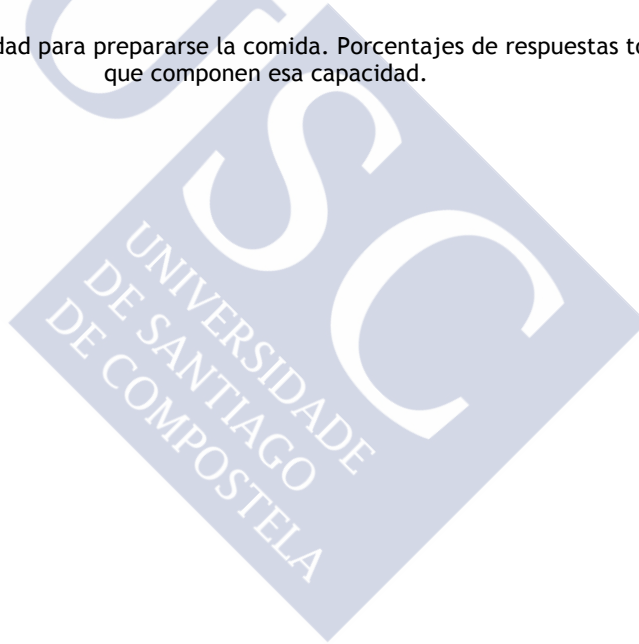 dad para prepararse la comida. Porcentajes de respuestas to
que componen esa capacidad.
USC
UNIVERSIDADE
DE SANTIAGO
DE COMPOSTELA